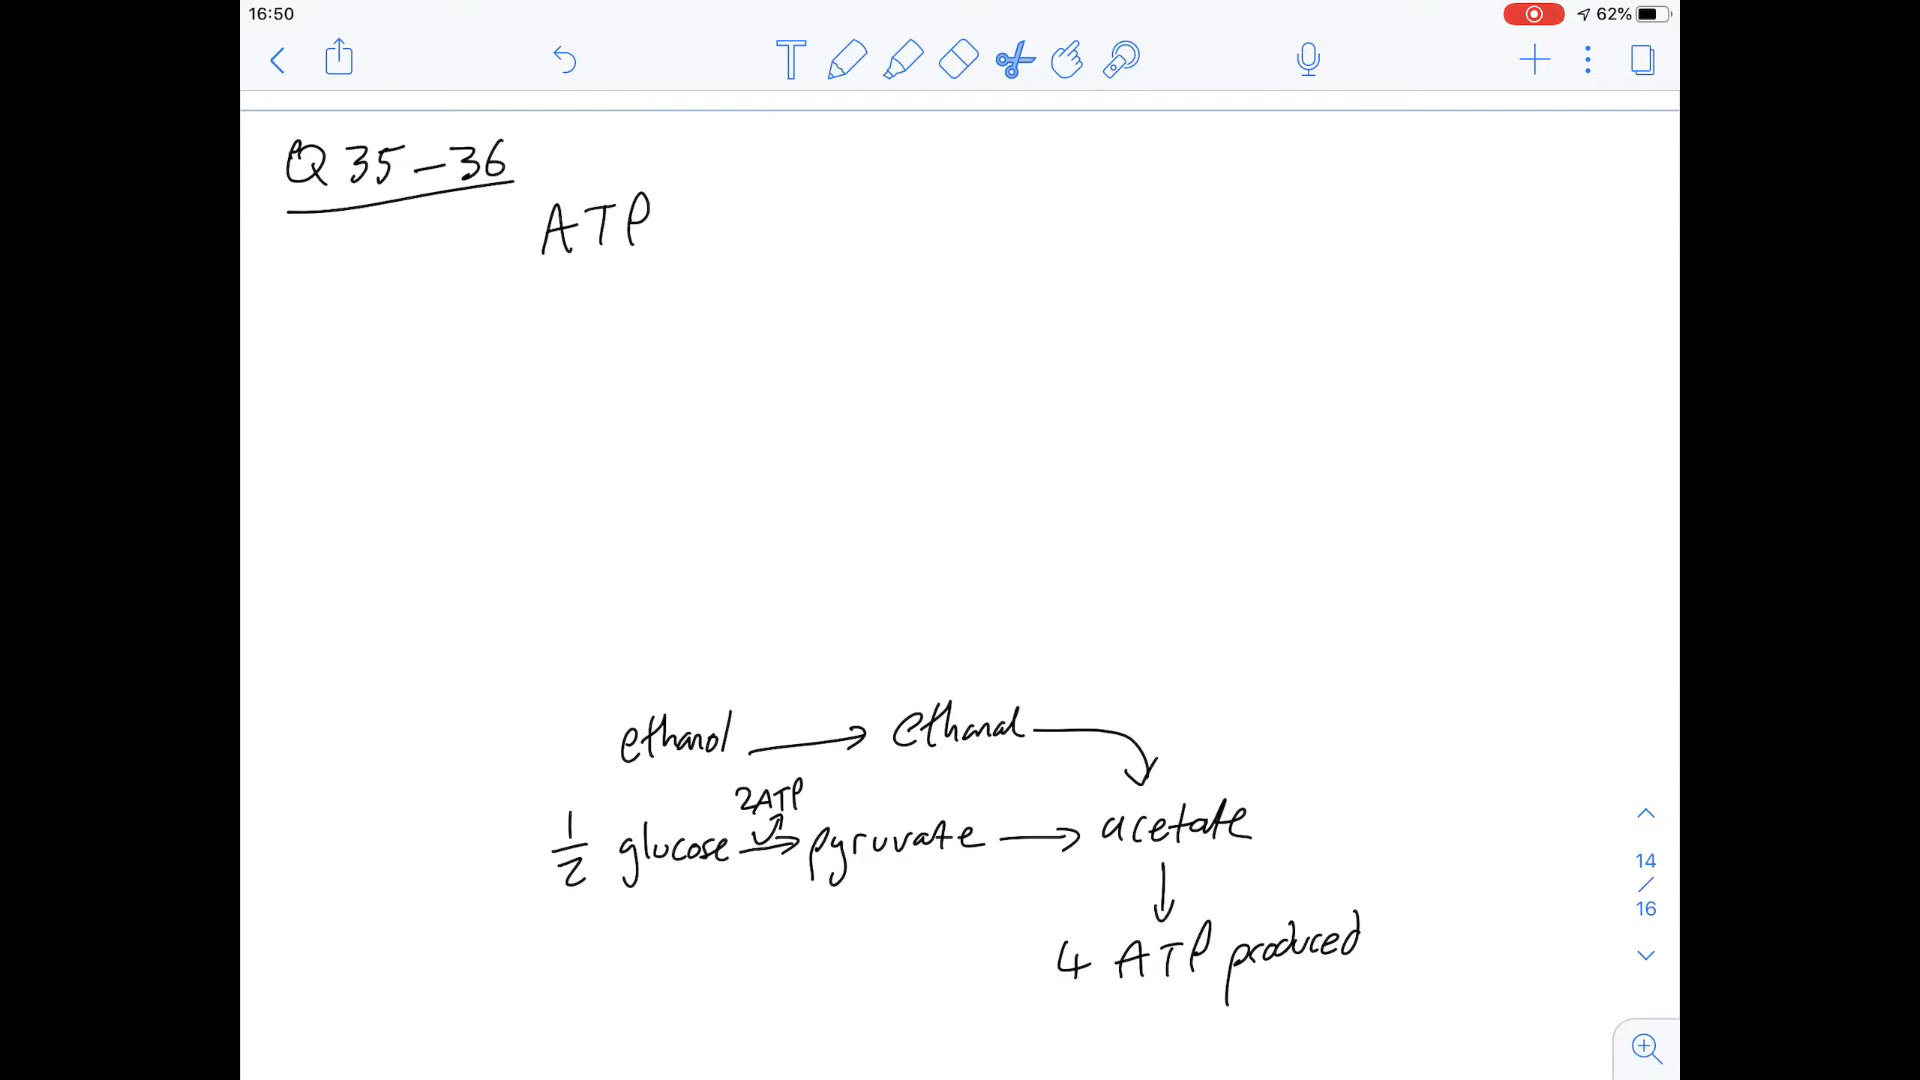 16:50
62%
T
Q 35-36
ATP
ethanol → ethanal
2ATP
1/2 glucose → pyruvate → acetate
4 ATP produced
14
/
16